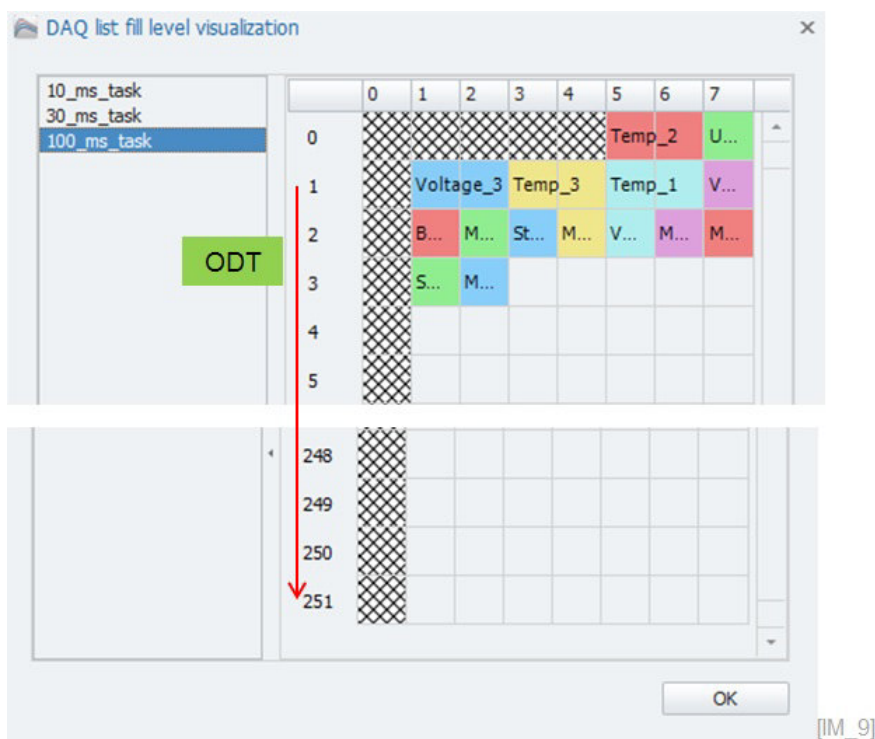 DAQ list fill level visualization
10_ms_task
30_ms_task
100_ms_task
ODT
0 1 2 3 4 5 6 7
0 Temp_2 U...
1 Voltage_3 Temp_3 Temp_1 V...
2 B... M... St... M... V... M... M...
3 S... M...
4
5
248
249
250
251
OK
[IM_9]